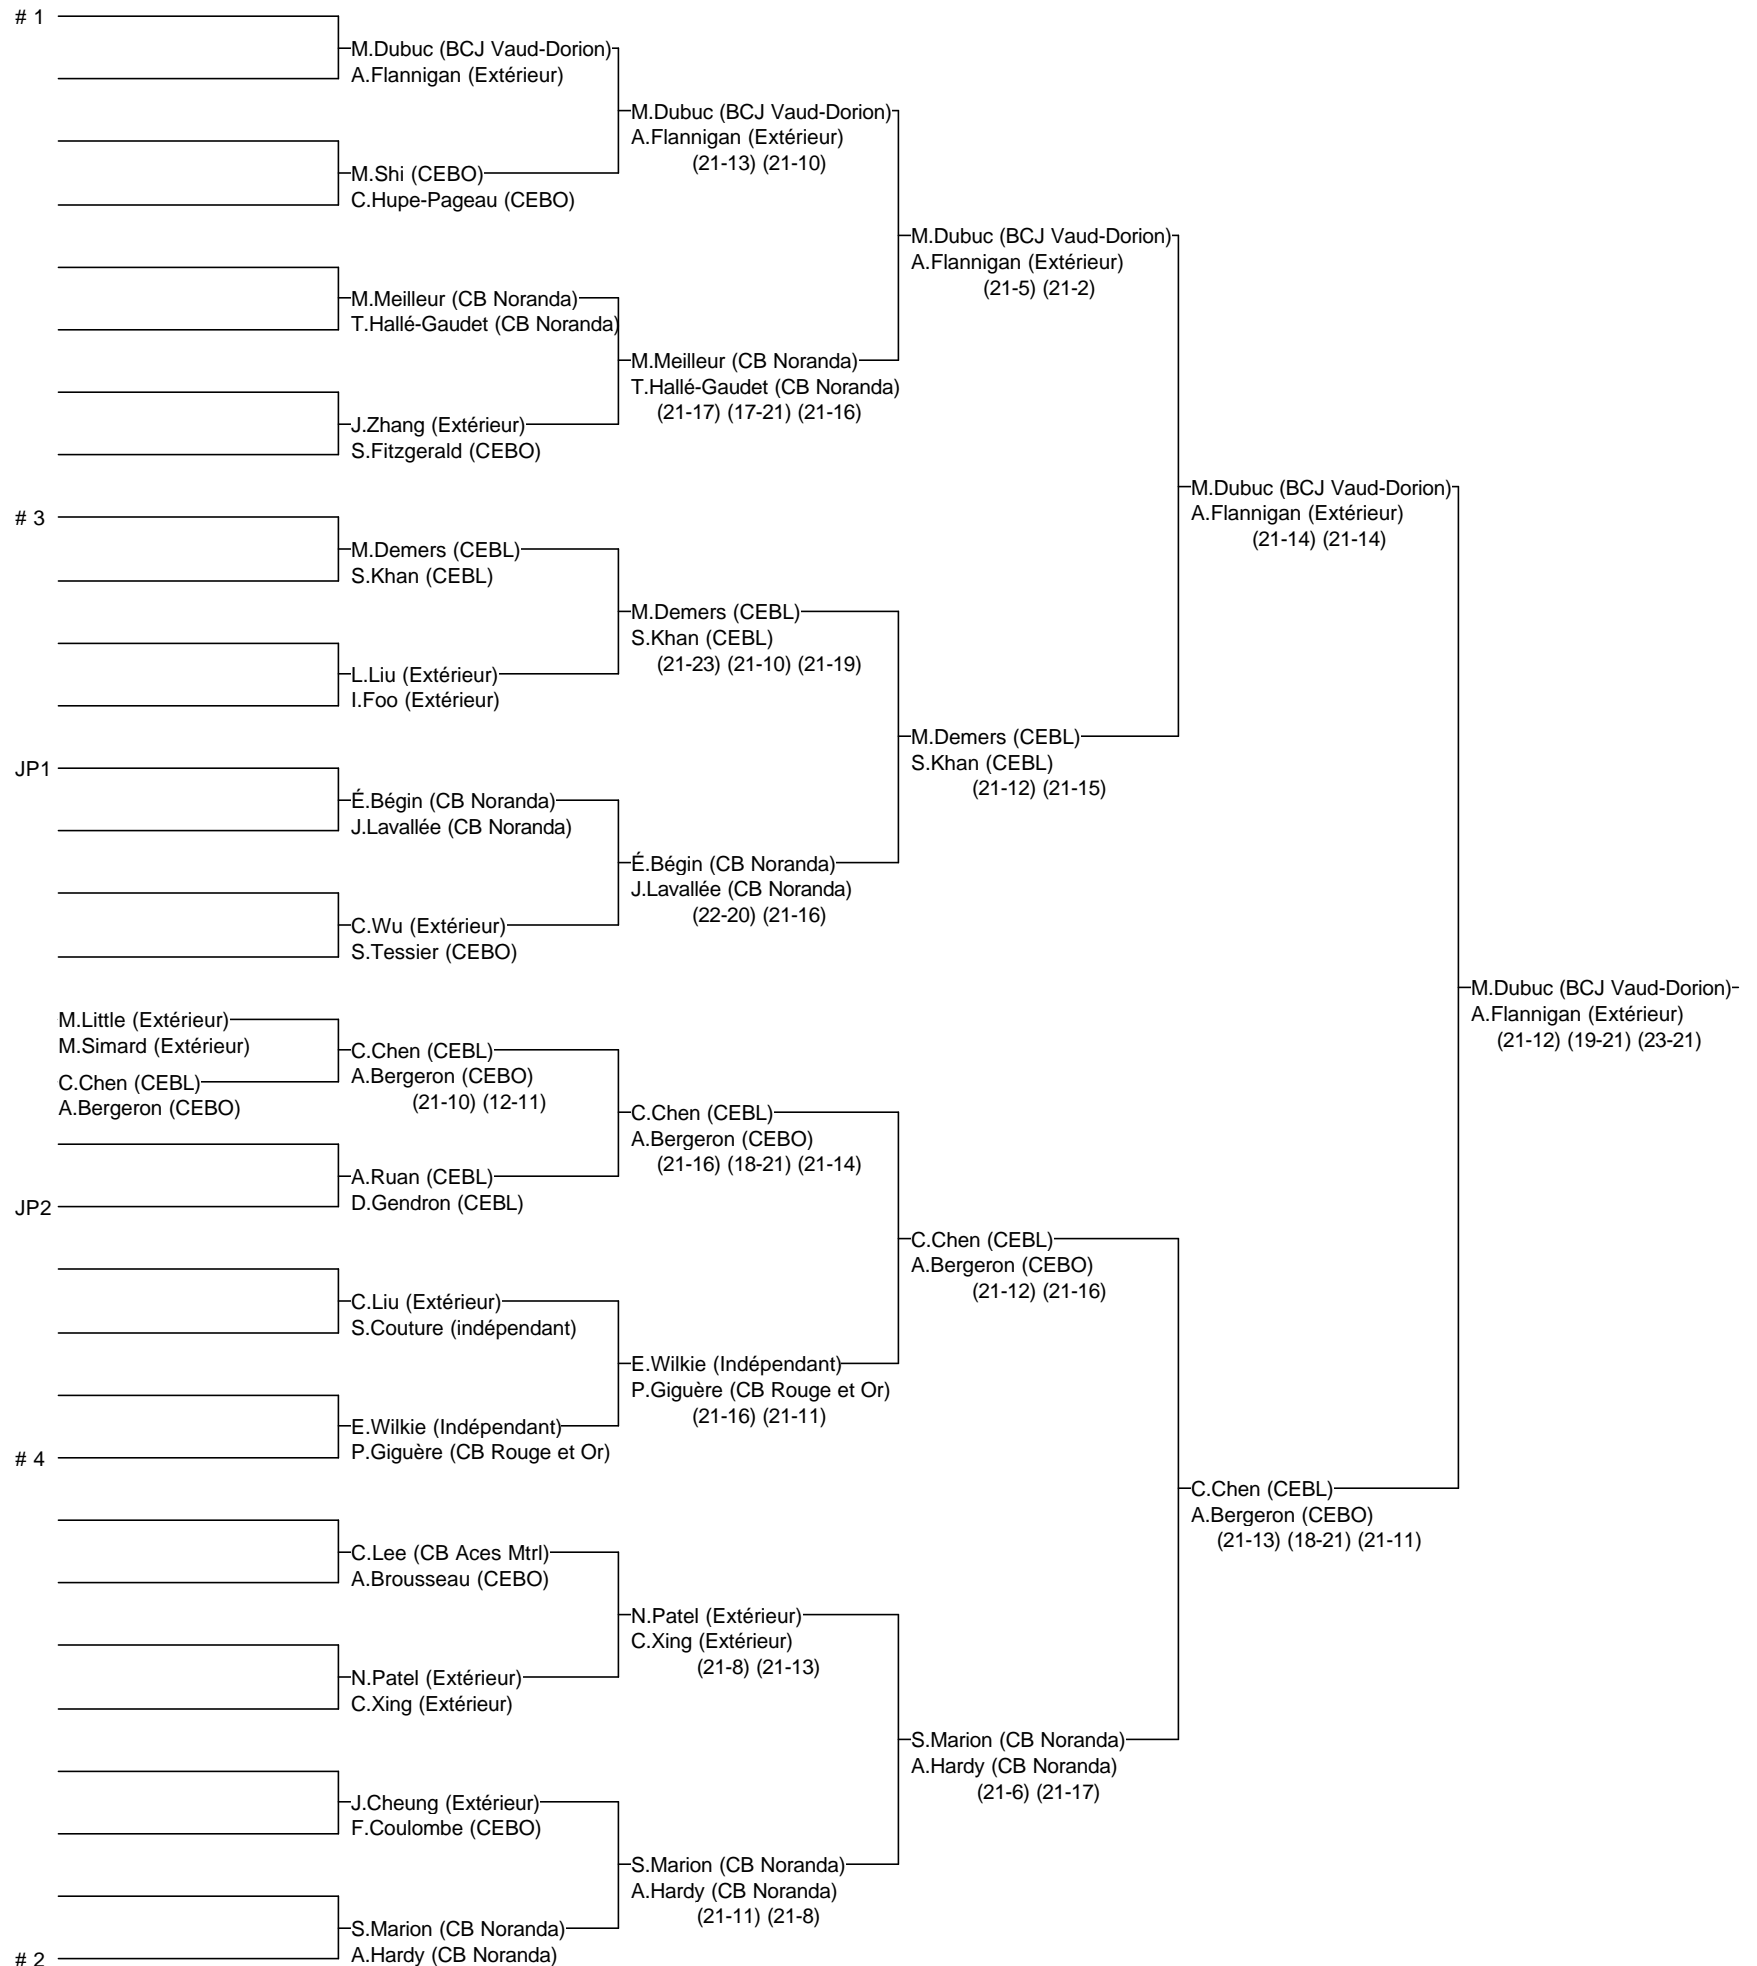 # 1
M.Dubuc (BCJ Vaud-Dorion)
A.Flannigan (Extérieur)
M.Dubuc (BCJ Vaud-Dorion)
A.Flannigan (Extérieur)
(21-13) (21-10)
M.Shi (CEBO)
C.Hupe-Pageau (CEBO)
M.Dubuc (BCJ Vaud-Dorion)
A.Flannigan (Extérieur)
(21-5) (21-2)
M.Meilleur (CB Noranda)
T.Hallé-Gaudet (CB Noranda)
M.Meilleur (CB Noranda)
T.Hallé-Gaudet (CB Noranda)
(21-17) (17-21) (21-16)
J.Zhang (Extérieur)
S.Fitzgerald (CEBO)
M.Dubuc (BCJ Vaud-Dorion)
A.Flannigan (Extérieur)
(21-14) (21-14)
# 3
M.Demers (CEBL)
S.Khan (CEBL)
M.Demers (CEBL)
S.Khan (CEBL)
(21-23) (21-10) (21-19)
L.Liu (Extérieur)
I.Foo (Extérieur)
M.Demers (CEBL)
S.Khan (CEBL)
(21-12) (21-15)
JP1
É.Bégin (CB Noranda)
J.Lavallée (CB Noranda)
É.Bégin (CB Noranda)
J.Lavallée (CB Noranda)
(22-20) (21-16)
C.Wu (Extérieur)
S.Tessier (CEBO)
M.Dubuc (BCJ Vaud-Dorion)
A.Flannigan (Extérieur)
(21-12) (19-21) (23-21)
M.Little (Extérieur)
M.Simard (Extérieur)
C.Chen (CEBL)
A.Bergeron (CEBO)
C.Chen (CEBL)
A.Bergeron (CEBO)
(21-10) (12-11)
C.Chen (CEBL)
A.Bergeron (CEBO)
(21-16) (18-21) (21-14)
A.Ruan (CEBL)
D.Gendron (CEBL)
JP2
C.Chen (CEBL)
A.Bergeron (CEBO)
(21-12) (21-16)
C.Liu (Extérieur)
S.Couture (indépendant)
E.Wilkie (Indépendant)
P.Giguère (CB Rouge et Or)
(21-16) (21-11)
E.Wilkie (Indépendant)
P.Giguère (CB Rouge et Or)
# 4
C.Chen (CEBL)
A.Bergeron (CEBO)
(21-13) (18-21) (21-11)
C.Lee (CB Aces Mtrl)
A.Brousseau (CEBO)
N.Patel (Extérieur)
C.Xing (Extérieur)
(21-8) (21-13)
N.Patel (Extérieur)
C.Xing (Extérieur)
S.Marion (CB Noranda)
A.Hardy (CB Noranda)
(21-6) (21-17)
J.Cheung (Extérieur)
F.Coulombe (CEBO)
S.Marion (CB Noranda)
A.Hardy (CB Noranda)
(21-11) (21-8)
S.Marion (CB Noranda)
A.Hardy (CB Noranda)
# 2